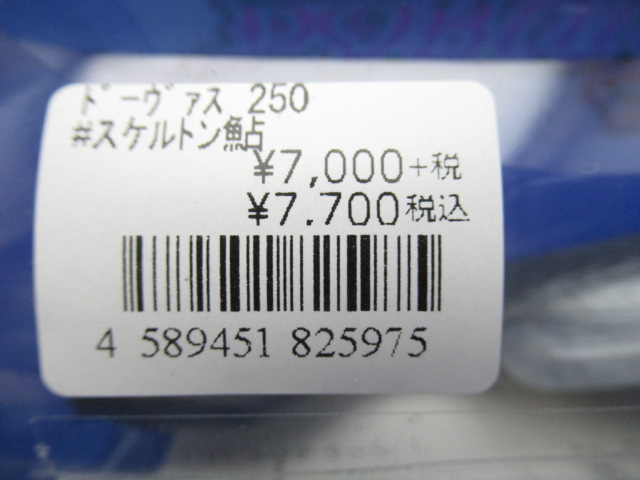 ドーヴァス 250
#スケルトン鮎
¥7,000+税
¥7.700税込
4 589451 825975